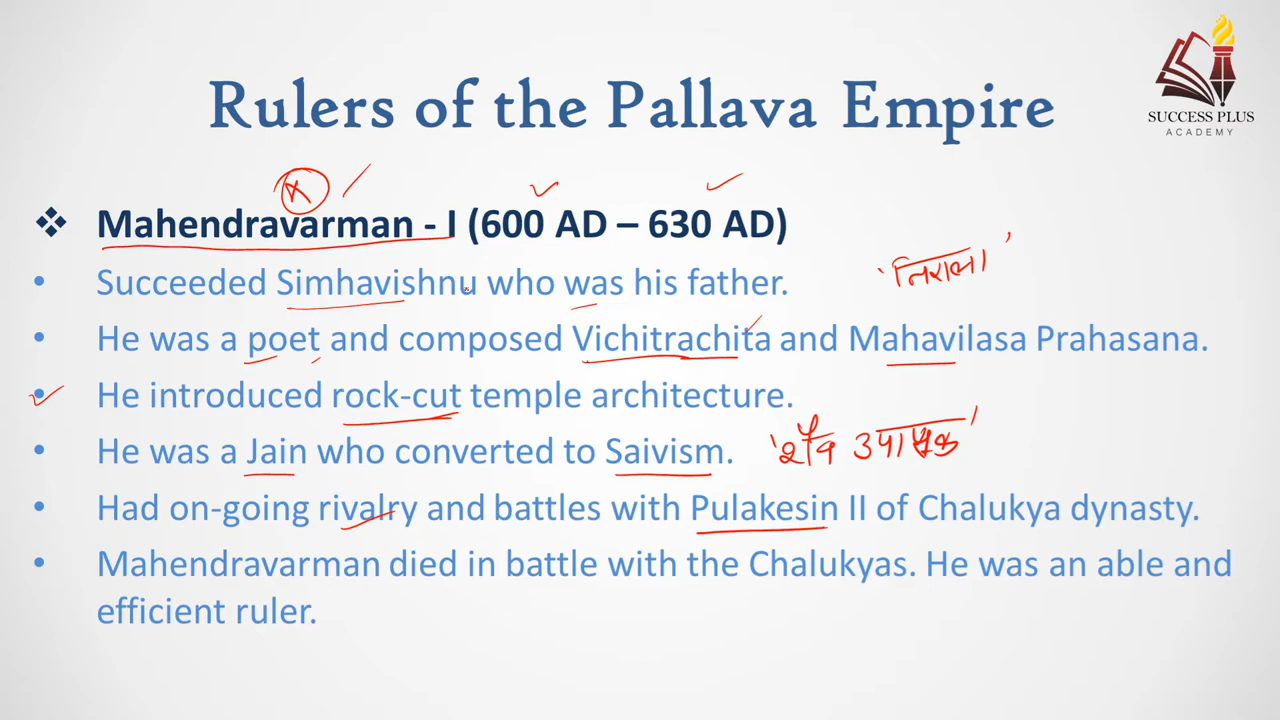 SUCCESS PLUS
ACADEMY
Rulers of the Pallava Empire
❖ Mahendravarman - I (600 AD – 630 AD)
• Succeeded Simhavishnu who was his father.
'निराला'
• He was a poet and composed Vichitrachita and Mahavilasa Prahasana.
• He introduced rock-cut temple architecture.
• He was a Jain who converted to Saivism.
'शैव उपासक'
• Had on-going rivalry and battles with Pulakesin II of Chalukya dynasty.
• Mahendravarman died in battle with the Chalukyas. He was an able and
efficient ruler.